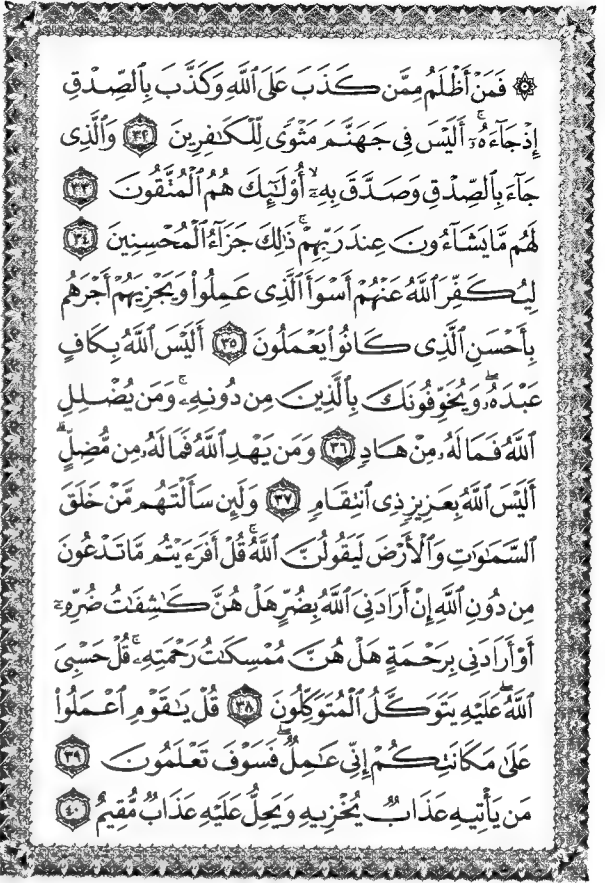 ۞ فَمَنْ أَظْلَمُ مِمَّن كَذَبَ عَلَى ٱللَّهِ وَكَذَّبَ بِٱلصِّدْقِ
إِذْ جَآءَهُۥٓ ۚ أَلَيْسَ فِى جَهَنَّمَ مَثْوًى لِّلْكَـٰفِرِينَ ٣٢ وَٱلَّذِى
جَآءَ بِٱلصِّدْقِ وَصَدَّقَ بِهِۦٓ ۙ أُو۟لَـٰٓئِكَ هُمُ ٱلْمُتَّقُونَ ٣٣
لَهُم مَّا يَشَآءُونَ عِندَ رَبِّهِمْ ۚ ذَٰلِكَ جَزَآءُ ٱلْمُحْسِنِينَ ٣٤
لِيُكَفِّرَ ٱللَّهُ عَنْهُمْ أَسْوَأَ ٱلَّذِى عَمِلُوا۟ وَيَجْزِيَهُمْ أَجْرَهُم
بِأَحْسَنِ ٱلَّذِى كَانُوا۟ يَعْمَلُونَ ٣٥ أَلَيْسَ ٱللَّهُ بِكَافٍ
عَبْدَهُۥ ۖ وَيُخَوِّفُونَكَ بِٱلَّذِينَ مِن دُونِهِۦ ۚ وَمَن يُضْلِلِ
ٱللَّهُ فَمَا لَهُۥ مِنْ هَادٍ ٣٦ وَمَن يَهْدِ ٱللَّهُ فَمَا لَهُۥ مِن مُّضِلٍّ ۗ
أَلَيْسَ ٱللَّهُ بِعَزِيزٍ ذِى ٱنتِقَامٍ ٣٧ وَلَئِن سَأَلْتَهُم مَّنْ خَلَقَ
ٱلسَّمَـٰوَٰتِ وَٱلْأَرْضَ لَيَقُولُنَّ ٱللَّهُ ۚ قُلْ أَفَرَءَيْتُم مَّا تَدْعُونَ
مِن دُونِ ٱللَّهِ إِنْ أَرَادَنِىَ ٱللَّهُ بِضُرٍّ هَلْ هُنَّ كَـٰشِفَـٰتُ ضُرِّهِۦٓ
أَوْ أَرَادَنِى بِرَحْمَةٍ هَلْ هُنَّ مُمْسِكَـٰتُ رَحْمَتِهِۦ ۚ قُلْ حَسْبِىَ
ٱللَّهُ ۖ عَلَيْهِ يَتَوَكَّلُ ٱلْمُتَوَكِّلُونَ ٣٨ قُلْ يَـٰقَوْمِ ٱعْمَلُوا۟
عَلَىٰ مَكَانَتِكُمْ إِنِّى عَـٰمِلٌ ۖ فَسَوْفَ تَعْلَمُونَ ٣٩
مَن يَأْتِيهِ عَذَابٌ يُخْزِيهِ وَيَحِلُّ عَلَيْهِ عَذَابٌ مُّقِيمٌ ٤٠